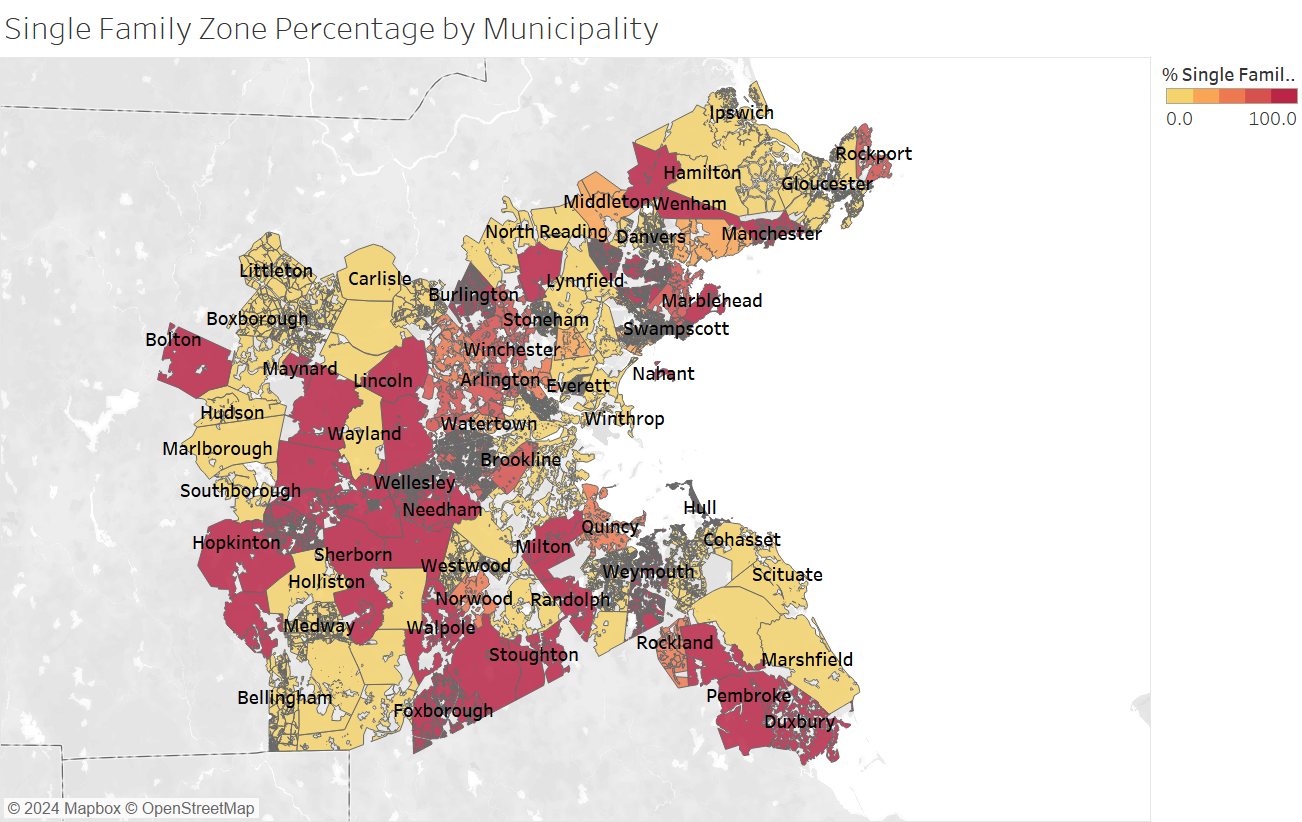 Single Family Zone Percentage by Municipality
% Single Famil..
0.0 100.0
Ipswich
Rockport
Hamilton
Gloucester
Middleton Wenham
North Reading Danvers Manchester
Littleton Carlisle Lynnfield
Burlington Marblehead
Boxborough Stoneham Swampscott
Bolton Winchester
Maynard Lincoln Arlington Everett Nahant
Hudson Watertown Winthrop
Marlborough Wayland
Brookline
Southborough Wellesley
Needham Hull
Quincy
Hopkinton Sherborn Milton Cohasset
Westwood Weymouth Scituate
Holliston Norwood Randolph
Medway Walpole
Stoughton Rockland Marshfield
Bellingham Foxborough Pembroke
Duxbury
© 2024 Mapbox © OpenStreetMap